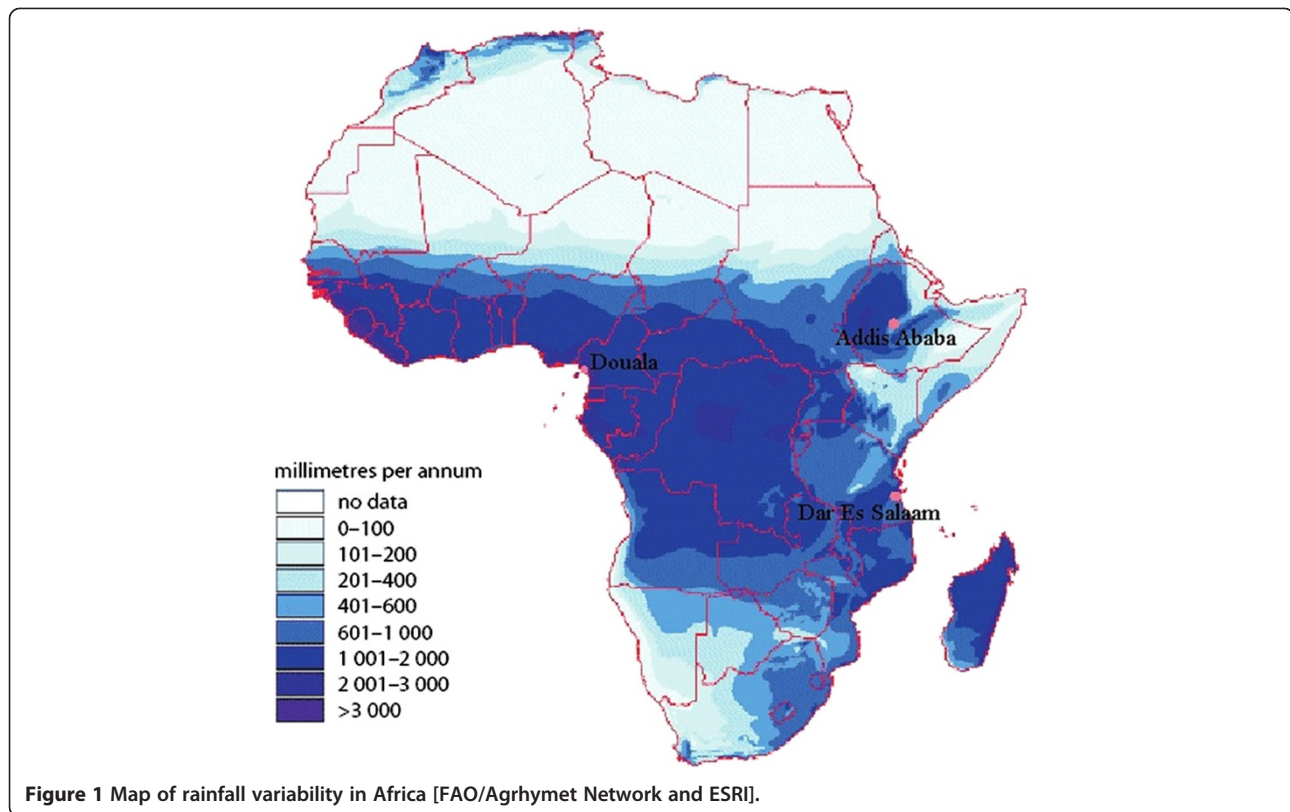 Addis Ababa
Douala
Dar Es Salaam
millimetres per annum
no data
0–100
101–200
201–400
401–600
601–1 000
1 001–2 000
2 001–3 000
>3 000
Figure 1 Map of rainfall variability in Africa [FAO/Agrhymet Network and ESRI].